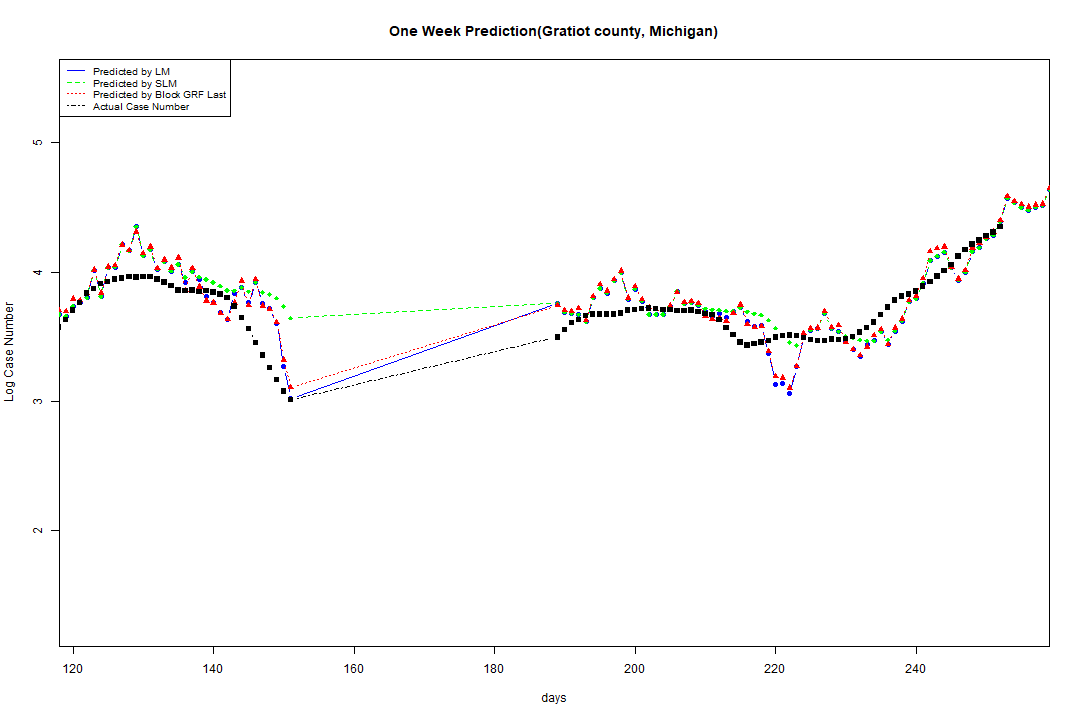 One Week Prediction(Gratiot county, Michigan)
Predicted by LM
Predicted by SLM
Predicted by Block GRF Last
Actual Case Number
5
4
3
2
Log Case Number
120 140 160 180 200 220 240
days